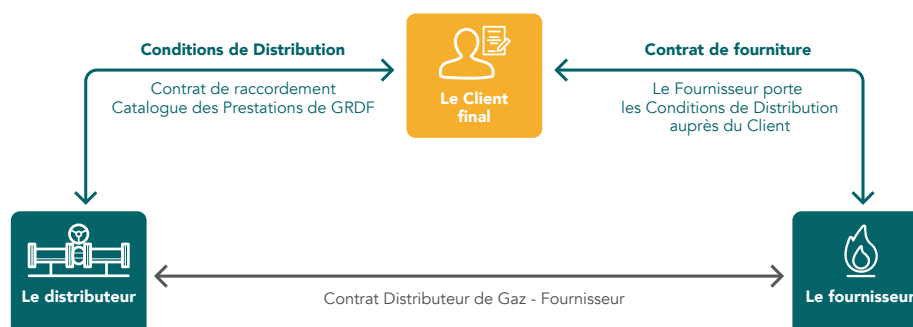 Conditions de Distribution
Contrat de raccordement
Catalogue des Prestations de GRDF
Le Client
final
Contrat de fourniture
Le Fournisseur porte
les Conditions de Distribution
auprès du Client
Le distributeur
Contrat Distributeur de Gaz - Fournisseur
Le fournisseur